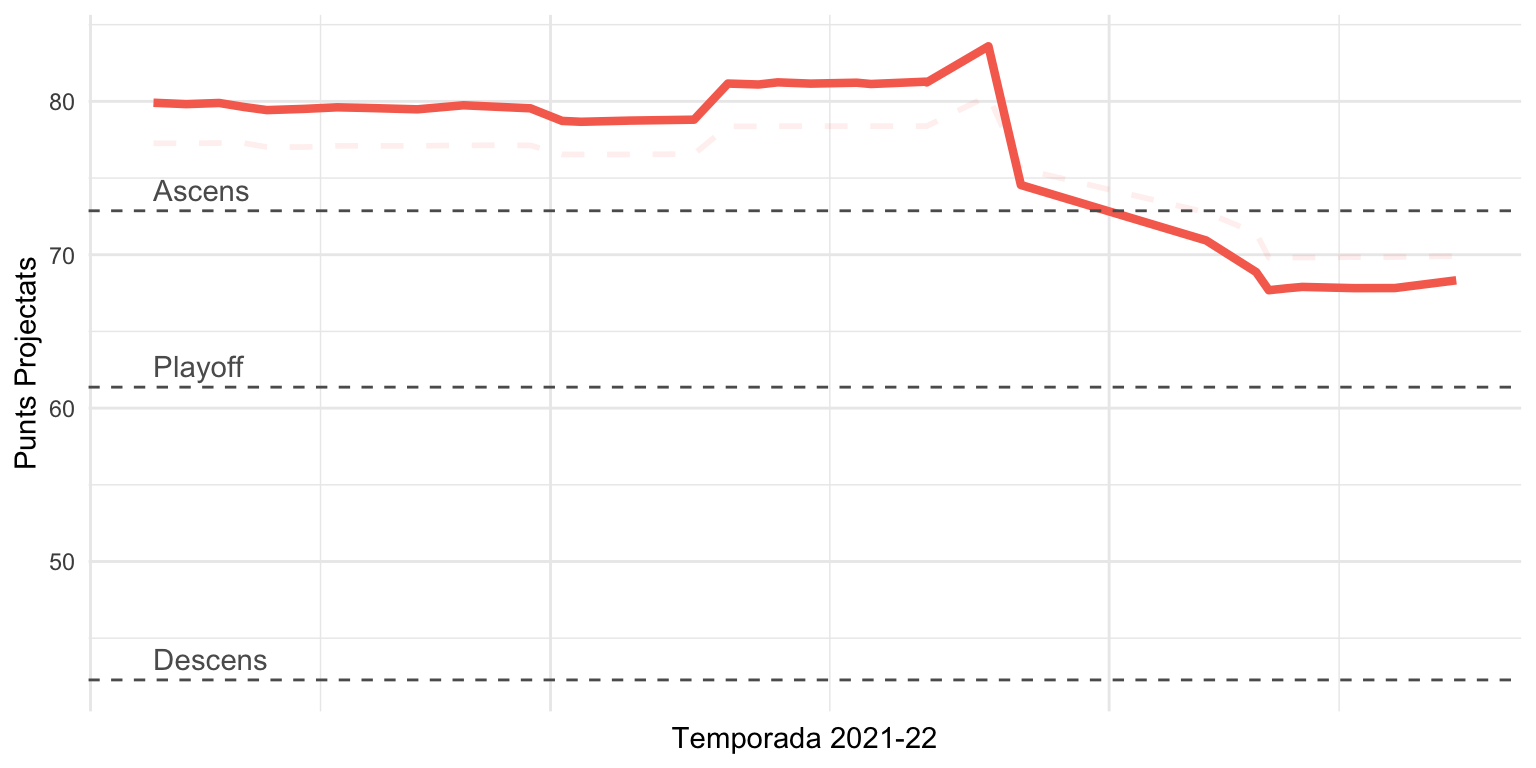 80
Ascens
70
Playoff
60
50
Descens
Punts Projectats
Temporada 2021-22